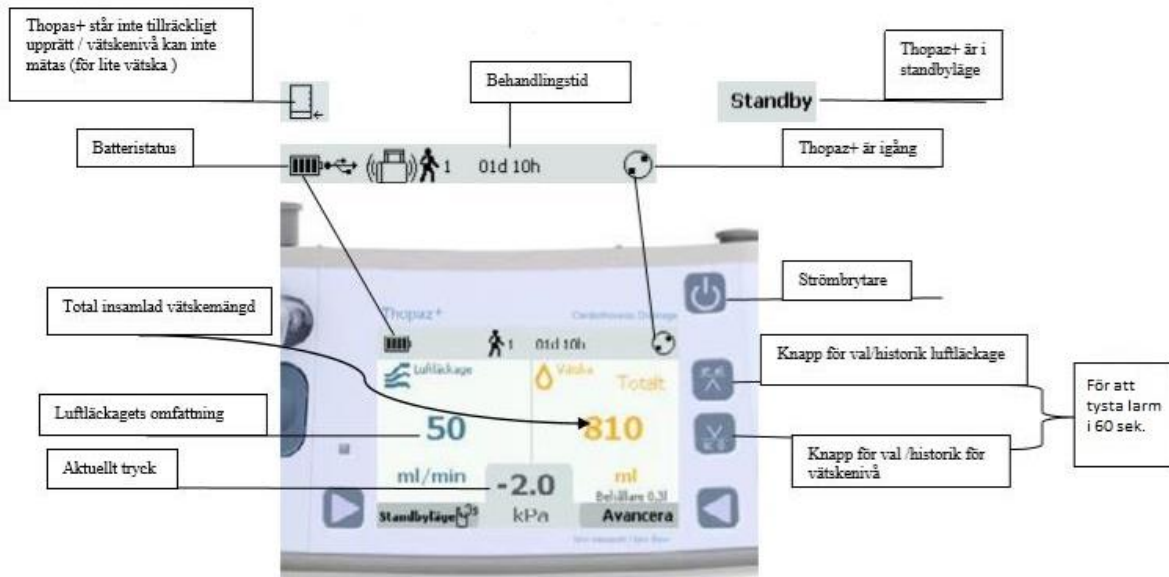 Thopas+ står inte tillräckligt
upprätt / vätskenivå kan inte
mätas (för lite vätska )
Behandlingstid
Thopaz+ är i
standbyläge
Standby
Batteristatus
1 01d 10h
Thopaz+ är igång
Total insamlad vätskemängd
Strömbrytare
Thopaz+
1 01d 10h
Luftläckage
Vätska
Totalt
Knapp för val/historik luftläckage
För att
tysta larm
i 60 sek.
Luftläckagets omfattning
50
810
Knapp för val /historik för
vätskenivå
Aktuellt tryck
ml/min
ml
-2.0
Behållare 0,3l
Standbyläge 3s
kPa
Avancera